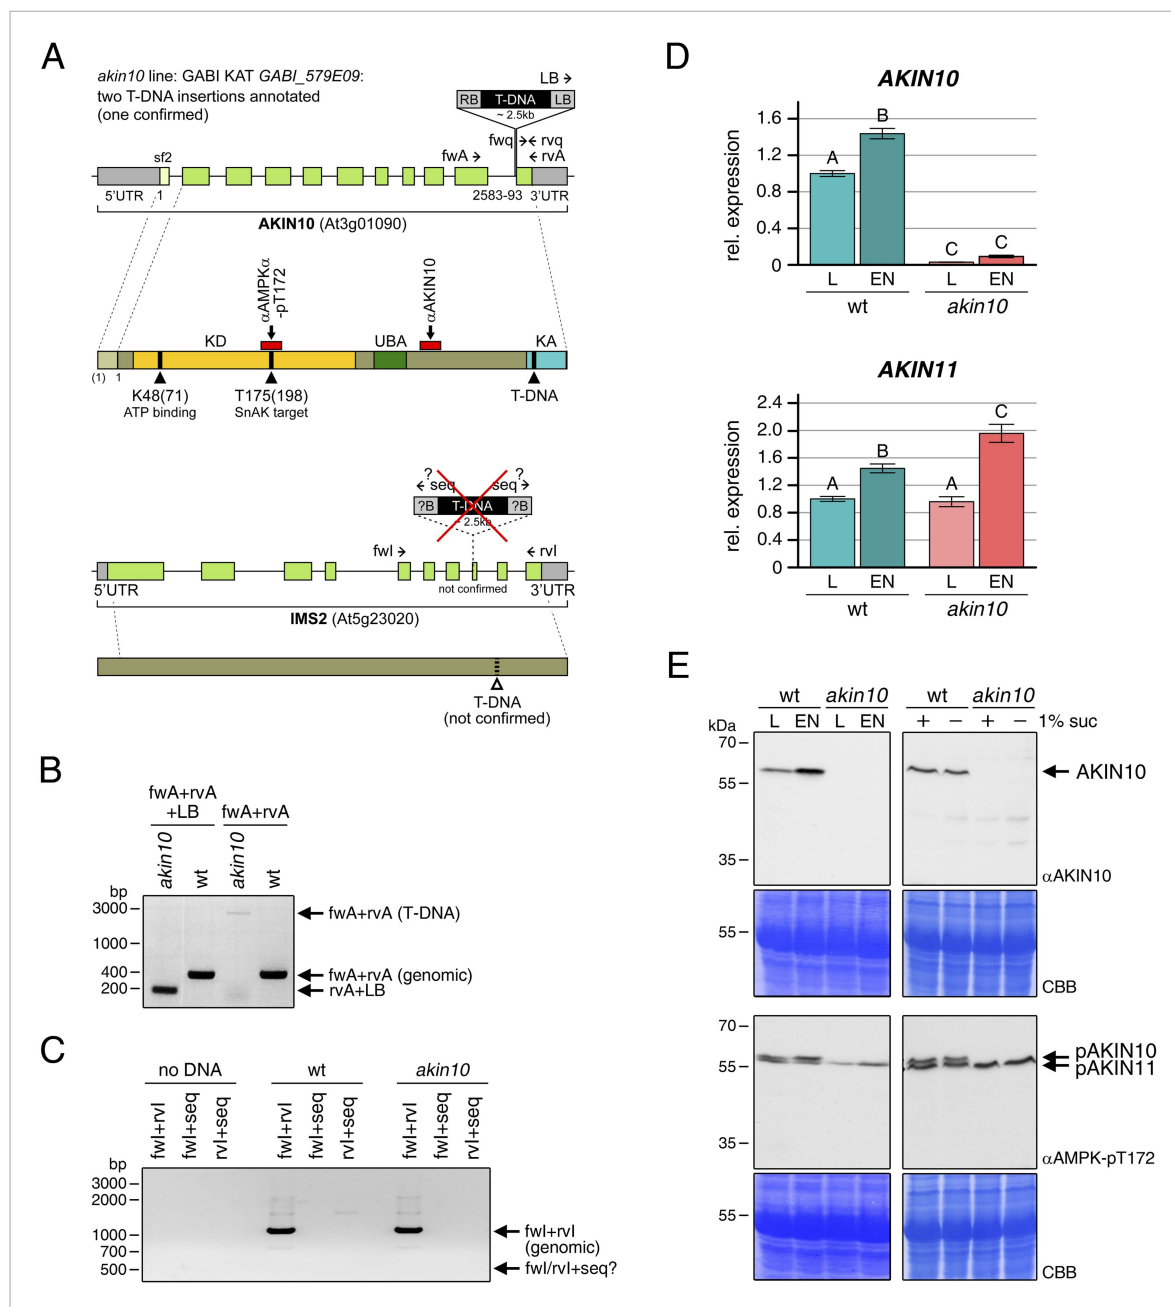 A
akin10 line: GABI KAT GABI_579E09:
two T-DNA insertions annotated
(one confirmed)
LB
RB T-DNA LB
~ 2.5kb
fwq rvq
fwA rvA
sf2
5'UTR 1 2583-93 3'UTR
AKIN10 (At3g01090)
αAMPKα
-pT172
αAKIN10
KD UBA KA
(1) 1
K48(71) T175(198) T-DNA
ATP binding SnAK target
? ?
seq seq
?B T-DNA ?B
2.5kb
fwI rvI
not confirmed
5'UTR 3'UTR
IMS2 (At5g23020)
T-DNA
(not confirmed)
B
fwA+rvA
+LB fwA+rvA
akin10 wt akin10 wt
bp
3000
1000
400
200
fwA+rvA (T-DNA)
fwA+rvA (genomic)
rvA+LB
C
no DNA wt akin10
fwI+rvI fwI+seq rvI+seq fwI+rvI fwI+seq rvI+seq fwI+rvI fwI+seq rvI+seq
bp
3000
2000
1000
700
500
fwI+rvI
(genomic)
fwI/rvI+seq?
D
AKIN10
rel. expression
1.6
1.2
0.8
0.4
0
A B C C
L EN L EN
wt akin10
AKIN11
rel. expression
2.4
2.0
1.6
1.2
0.8
0.4
0
A B A C
L EN L EN
wt akin10
E
wt akin10 wt akin10
L EN L EN + − + − 1% suc
kDa
70
55
35
AKIN10
αAKIN10
55
CBB
70
55
35
pAKIN10
pAKIN11
αAMPK-pT172
55
CBB